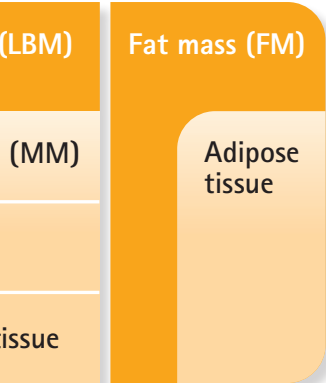 (LBM)
Fat mass (FM)
(MM)
Adipose
tissue
tissue